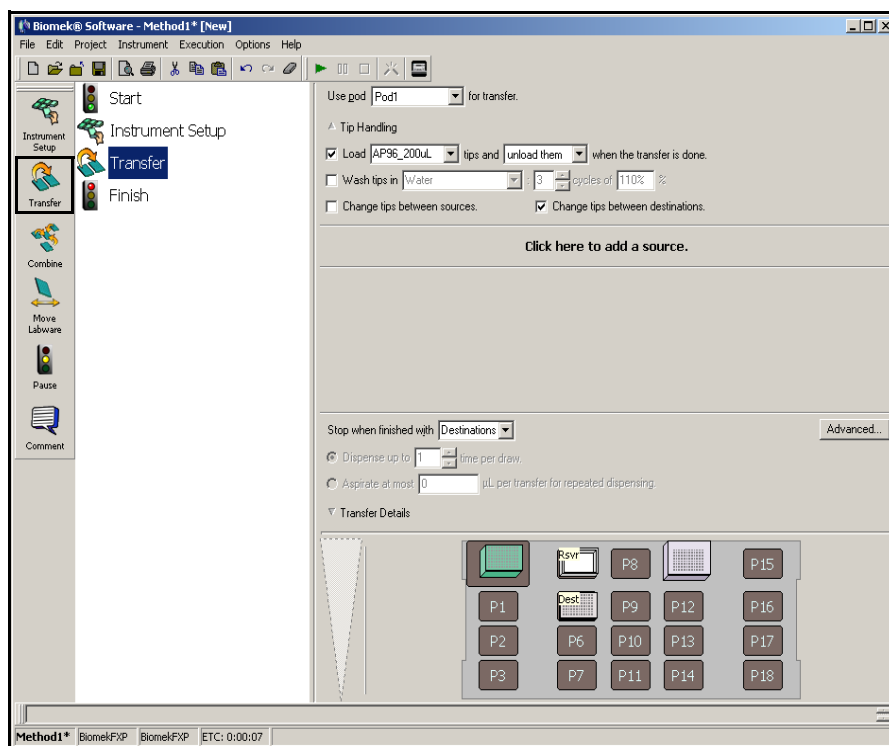 Biomek® Software - Method1* [New]
File Edit Project Instrument Execution Options Help
Instrument
Setup
Transfer
Combine
Move
Labware
Pause
Comment
Start
Instrument Setup
Transfer
Finish
Use pod Pod1 for transfer.
Tip Handling
Load AP96_200uL tips and unload them when the transfer is done.
Wash tips in Water : 3 cycles of 110% %
Change tips between sources. Change tips between destinations.
Click here to add a source.
Stop when finished with Destinations Advanced...
Dispense up to 1 time per draw.
Aspirate at most 0 µL per transfer for repeated dispensing.
Transfer Details
Rsvr P8 P15
P1 Dest P9 P12 P16
P2 P6 P10 P13 P17
P3 P7 P11 P14 P18
Method1* BiomekFXP BiomekFXP ETC: 0:00:07